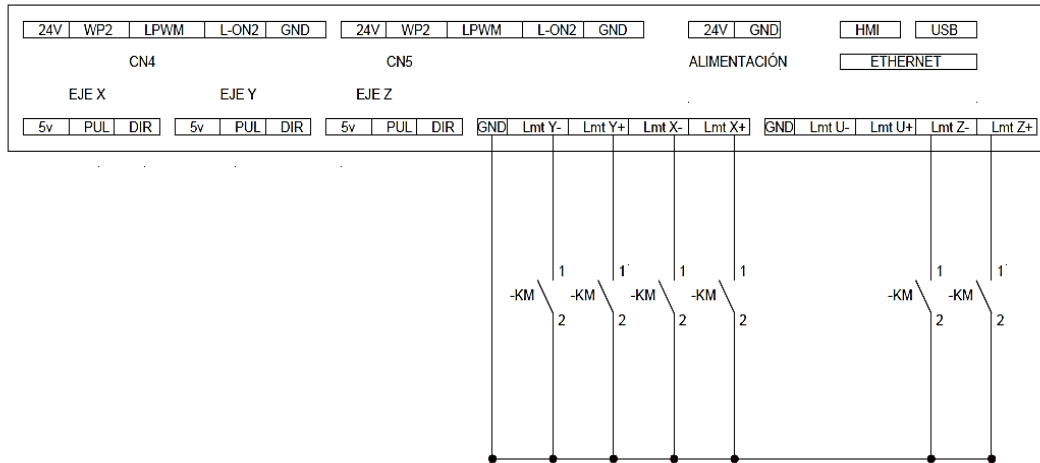 24V WP2 LPWM L-ON2 GND 24V WP2 LPWM L-ON2 GND 24V GND HMI USB
CN4 CN5 ALIMENTACIÓN ETHERNET
EJE X EJE Y EJE Z
5v PUL DIR 5v PUL DIR 5v PUL DIR GND Lmt Y- Lmt Y+ Lmt X- Lmt X+ GND Lmt U- Lmt U+ Lmt Z- Lmt Z+
1 1 1 1 1 1
-KM -KM -KM -KM -KM -KM
2 2 2 2 2 2